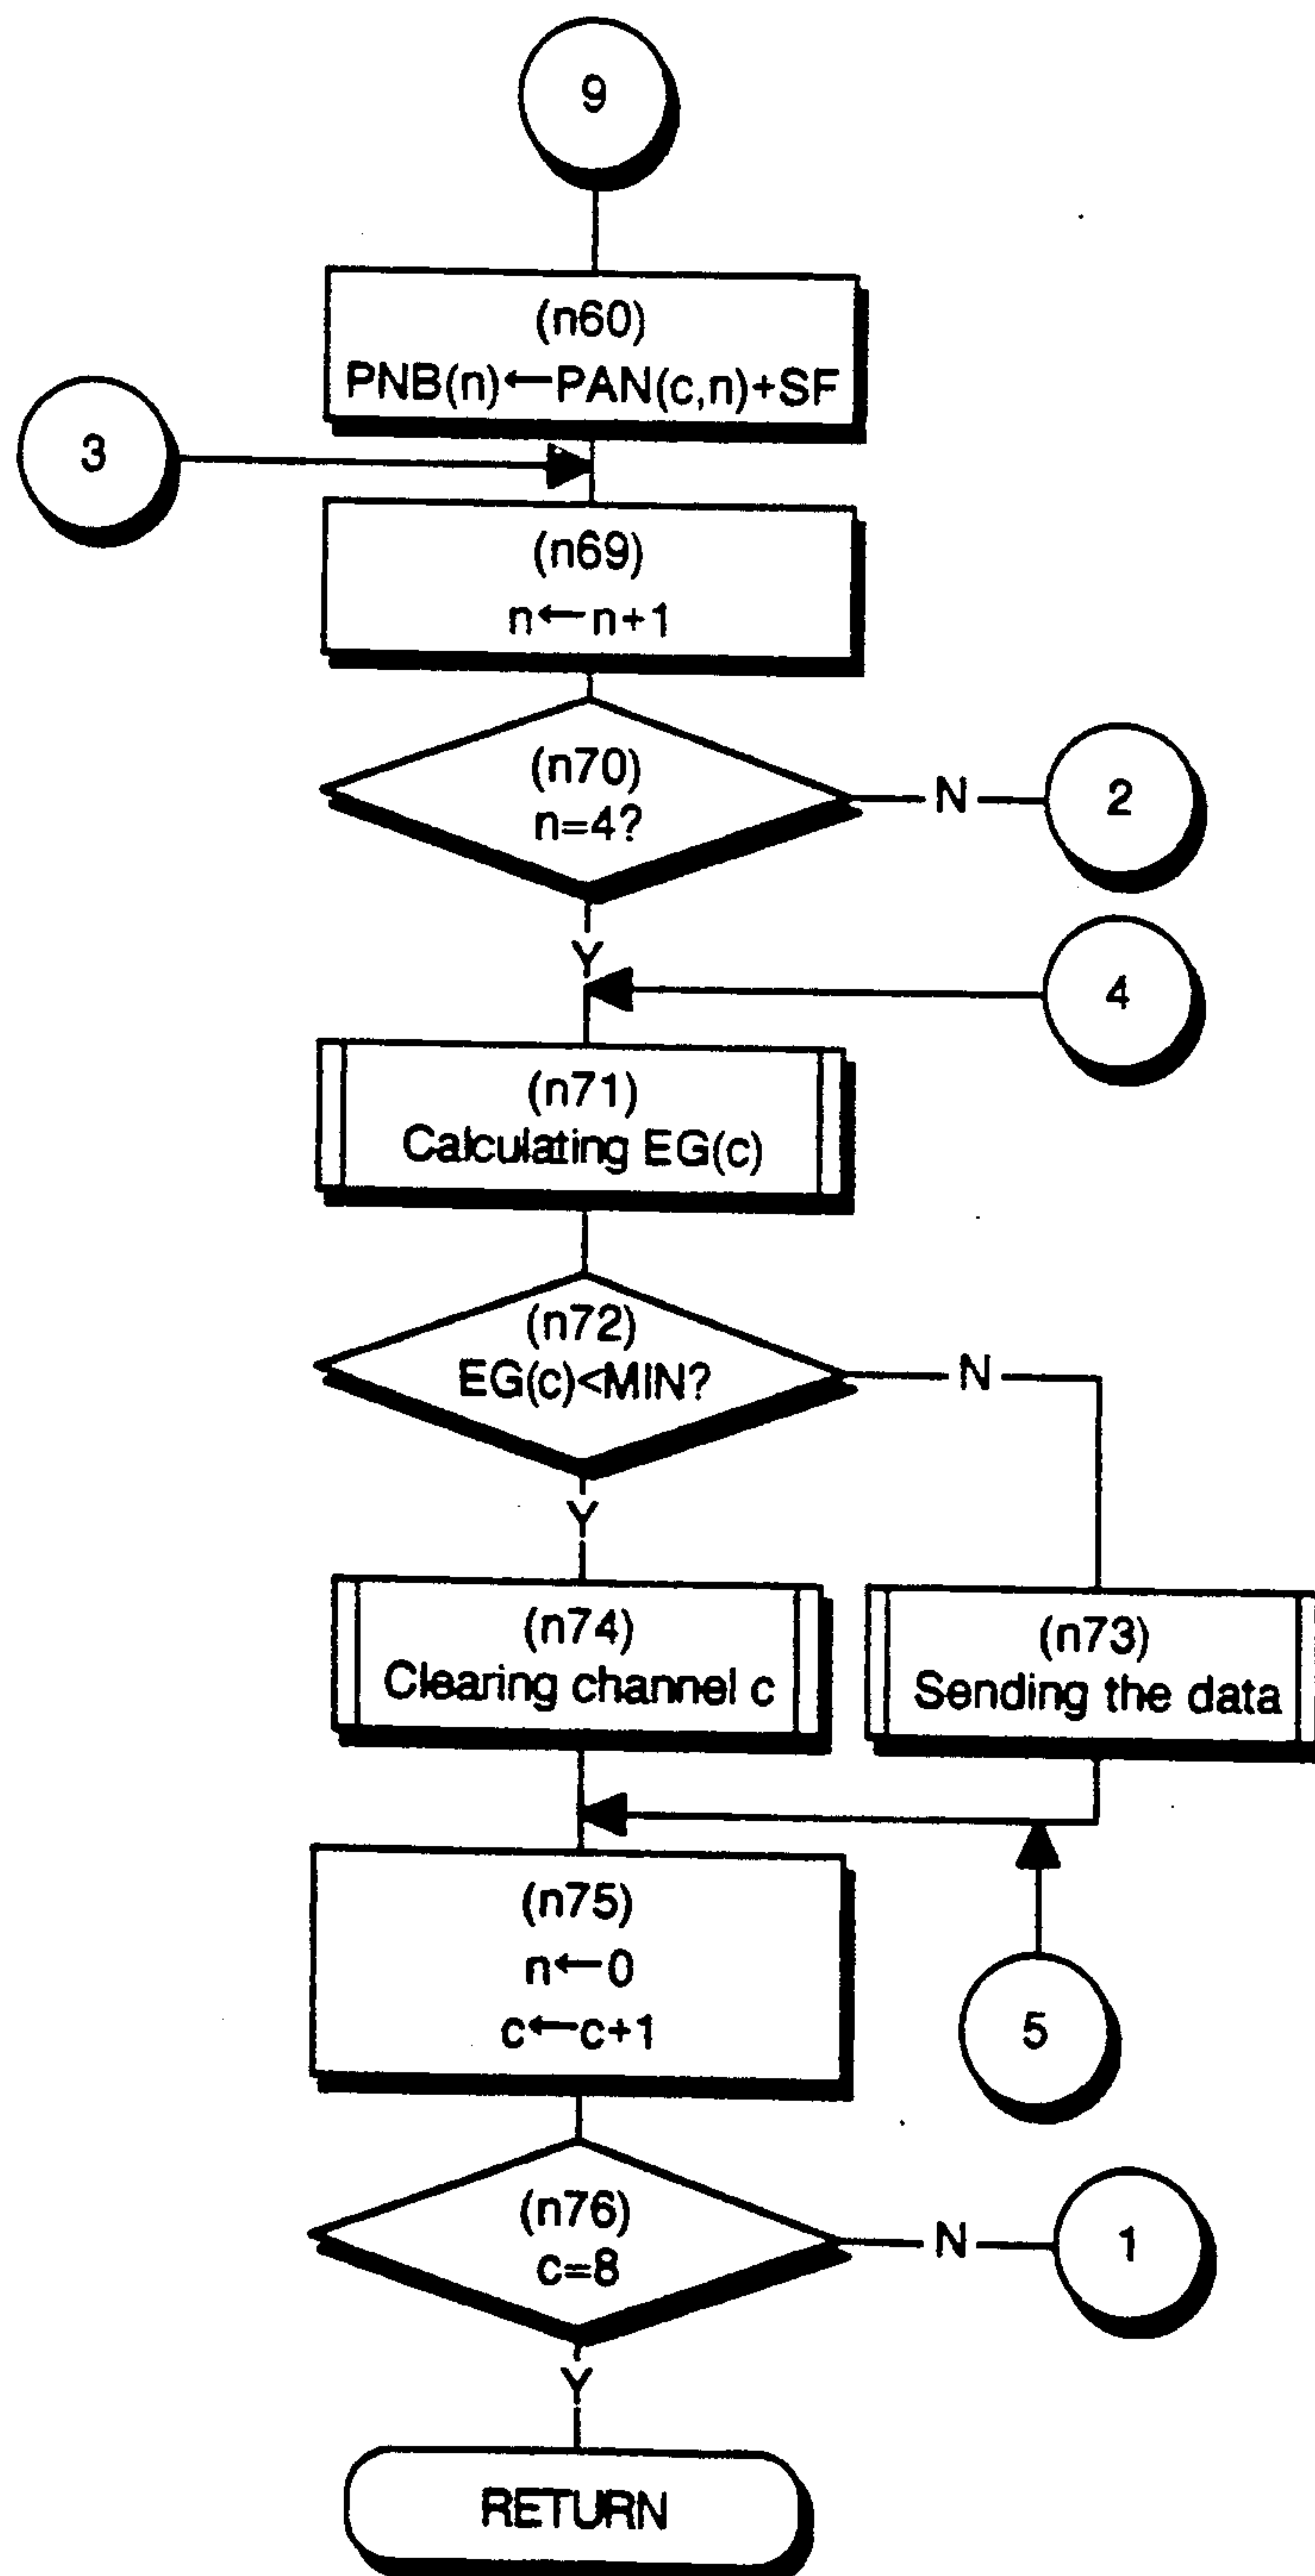 9
(n60)
PNB(n)←PAN(c,n)+SF
3
(n69)
n←n+1
(n70)
n=4?
N
2
Y
4
(n71)
Calculating EG(c)
(n72)
EG(c)<MIN?
N
Y
(n74)
Clearing channel c
(n73)
Sending the data
(n75)
n←0
c←c+1
5
(n76)
c=8
N
1
Y
RETURN